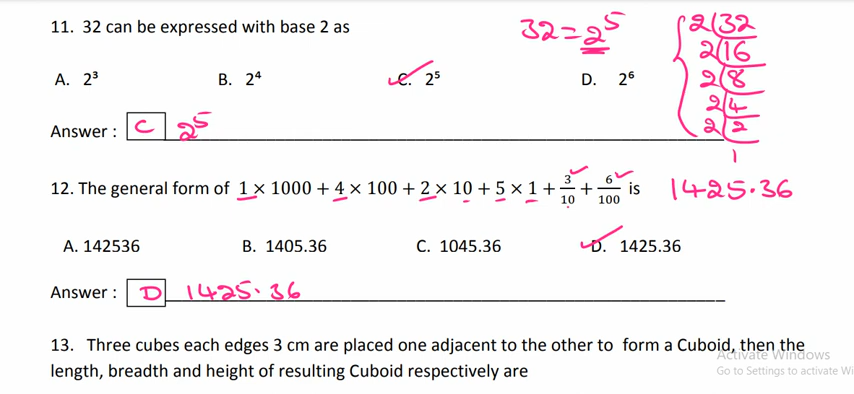 11. 32 can be expressed with base 2 as
32 = 2⁵
2 32
2 16
2 8
2 4
2 2
1
A. 2³ B. 2⁴ C. 2⁵ D. 2⁶
Answer : C 2⁵
12. The general form of 1 × 1000 + 4 × 100 + 2 × 10 + 5 × 1 + 3/10 + 6/100 is 1425.36
A. 142536 B. 1405.36 C. 1045.36 D. 1425.36
Answer : D 1425.36
13. Three cubes each edges 3 cm are placed one adjacent to the other to form a Cuboid, then the
length, breadth and height of resulting Cuboid respectively are
Activate Windows
Go to Settings to activate Wi